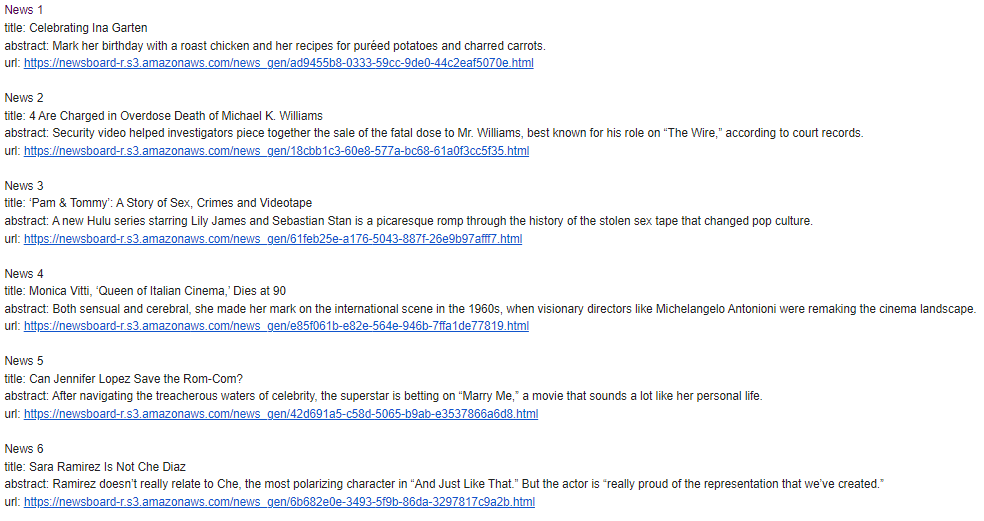 News 1
title: Celebrating Ina Garten
abstract: Mark her birthday with a roast chicken and her recipes for puréed potatoes and charred carrots.
url: https://newsboard-r.s3.amazonaws.com/news_gen/ad9455b8-0333-59cc-9de0-44c2eaf5070e.html
News 2
title: 4 Are Charged in Overdose Death of Michael K. Williams
abstract: Security video helped investigators piece together the sale of the fatal dose to Mr. Williams, best known for his role on “The Wire,” according to court records.
url: https://newsboard-r.s3.amazonaws.com/news_gen/18cbb1c3-60e8-577a-bc68-61a0f3cc5f35.html
News 3
title: ‘Pam & Tommy’: A Story of Sex, Crimes and Videotape
abstract: A new Hulu series starring Lily James and Sebastian Stan is a picaresque romp through the history of the stolen sex tape that changed pop culture.
url: https://newsboard-r.s3.amazonaws.com/news_gen/61feb25e-a176-5043-887f-26e9b97afff7.html
News 4
title: Monica Vitti, ‘Queen of Italian Cinema,’ Dies at 90
abstract: Both sensual and cerebral, she made her mark on the international scene in the 1960s, when visionary directors like Michelangelo Antonioni were remaking the cinema landscape.
url: https://newsboard-r.s3.amazonaws.com/news_gen/e85f061b-e82e-564e-946b-7ffa1de77819.html
News 5
title: Can Jennifer Lopez Save the Rom-Com?
abstract: After navigating the treacherous waters of celebrity, the superstar is betting on “Marry Me,” a movie that sounds a lot like her personal life.
url: https://newsboard-r.s3.amazonaws.com/news_gen/42d691a5-c58d-5065-b9ab-e3537866a6d8.html
News 6
title: Sara Ramirez Is Not Che Diaz
abstract: Ramirez doesn’t really relate to Che, the most polarizing character in “And Just Like That.” But the actor is “really proud of the representation that we’ve created.”
url: https://newsboard-r.s3.amazonaws.com/news_gen/6b682e0e-3493-5f9b-86da-3297817c9a2b.html